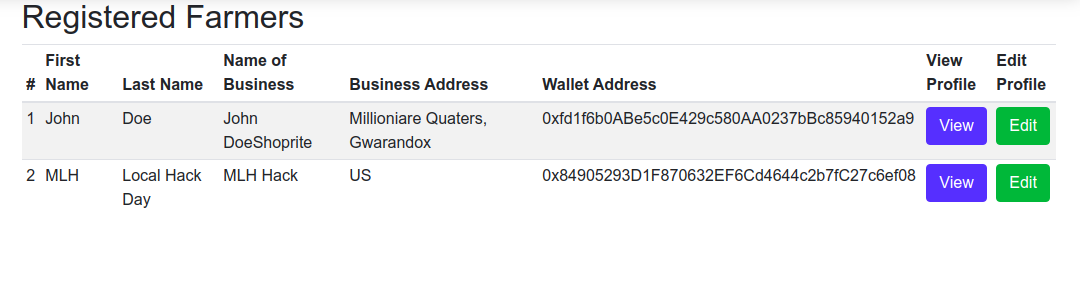 Registered Farmers
# First Name Last Name Name of Business Business Address Wallet Address View Profile Edit Profile
1 John Doe John DoeShoprite Millioniare Quaters, Gwarandox 0xfd1f6b0ABe5c0E429c580AA0237bBc85940152a9 View Edit
2 MLH Local Hack Day MLH Hack US 0x84905293D1F870632EF6Cd4644c2b7fC27c6ef08 View Edit